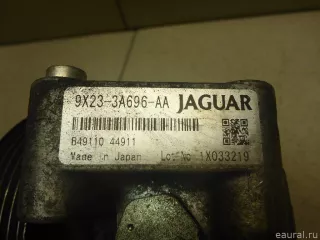 9X23-3A696-AA JAGUAR
B49110 44911
Made in Japan Lot No 1X033219
© eaural.ru